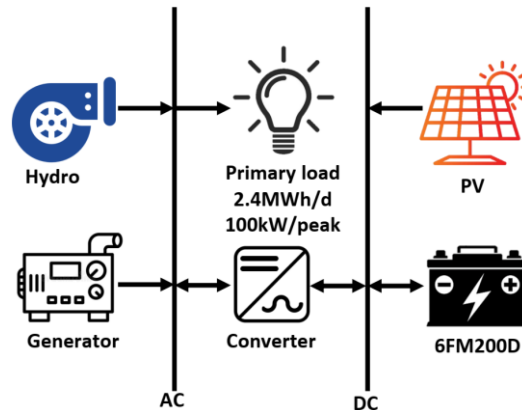 Hydro
Primary load
2.4MWh/d
100kW/peak
PV
Generator
Converter
6FM200D
AC
DC